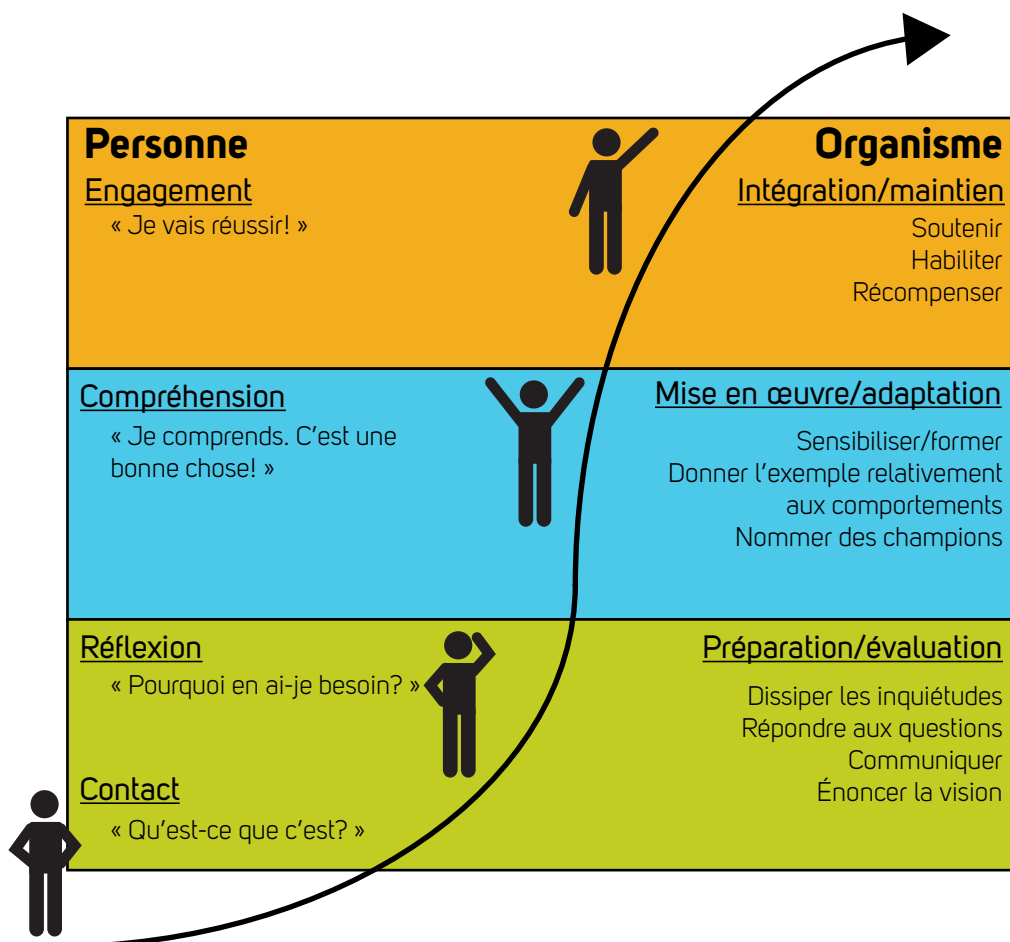 Personne
Organisme
Engagement
« Je vais réussir! »
Intégration/maintien
Soutenir
Habiliter
Récompenser
Compréhension
« Je comprends. C’est une
bonne chose! »
Mise en œuvre/adaptation
Sensibiliser/former
Donner l’exemple relativement
aux comportements
Nommer des champions
Réflexion
« Pourquoi en ai-je besoin? »
Contact
« Qu’est-ce que c’est? »
Préparation/évaluation
Dissiper les inquiétudes
Répondre aux questions
Communiquer
Énoncer la vision